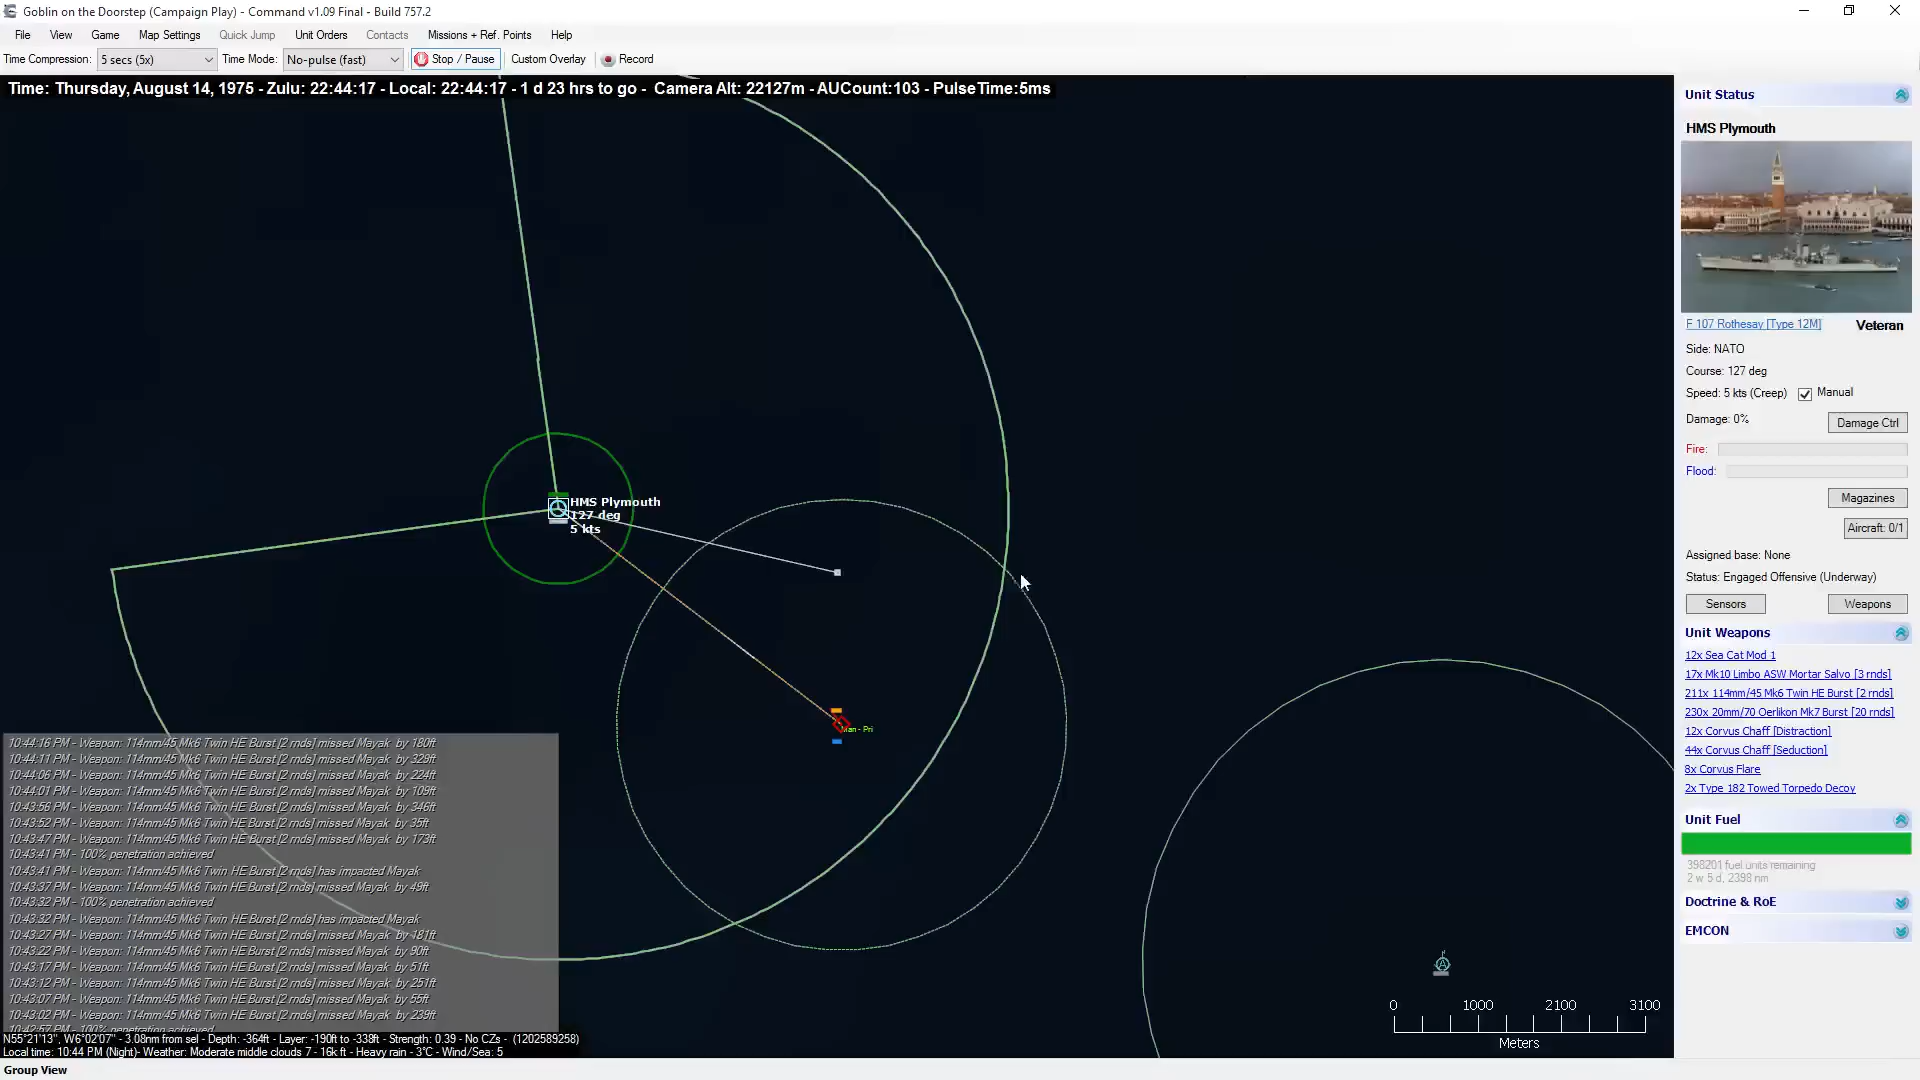 Goblin on the Doorstep (Campaign Play) - Command v1.09 Final - Build 757.2
File View Game Map Settings Quick Jump Unit Orders Contacts Missions + Ref. Points Help
Time Compression: 5 secs (5x) Time Mode: No-pulse (fast) Stop / Pause Custom Overlay Record
Time: Thursday, August 14, 1975 - Zulu: 22:44:17 - Local: 22:44:17 - 1 d 23 hrs to go - Camera Alt: 22127m - AUCount:103 - PulseTime:5ms
HMS Plymouth
127 deg
5 kts
10:44:16 PM - Weapon: 114mm/45 Mk6 Twin HE Burst [2 rnds] missed Mayak by 180ft
10:44:11 PM - Weapon: 114mm/45 Mk6 Twin HE Burst [2 rnds] missed Mayak by 329ft
10:44:06 PM - Weapon: 114mm/45 Mk6 Twin HE Burst [2 rnds] missed Mayak by 224ft
10:44:01 PM - Weapon: 114mm/45 Mk6 Twin HE Burst [2 rnds] missed Mayak by 109ft
10:43:56 PM - Weapon: 114mm/45 Mk6 Twin HE Burst [2 rnds] missed Mayak by 346ft
10:43:52 PM - Weapon: 114mm/45 Mk6 Twin HE Burst [2 rnds] missed Mayak by 35ft
10:43:47 PM - Weapon: 114mm/45 Mk6 Twin HE Burst [2 rnds] missed Mayak by 173ft
10:43:41 PM - 100% penetration achieved
10:43:41 PM - Weapon: 114mm/45 Mk6 Twin HE Burst [2 rnds] has impacted Mayak
10:43:37 PM - Weapon: 114mm/45 Mk6 Twin HE Burst [2 rnds] missed Mayak by 49ft
10:43:32 PM - 100% penetration achieved
10:43:32 PM - Weapon: 114mm/45 Mk6 Twin HE Burst [2 rnds] has impacted Mayak
10:43:27 PM - Weapon: 114mm/45 Mk6 Twin HE Burst [2 rnds] missed Mayak by 181ft
10:43:22 PM - Weapon: 114mm/45 Mk6 Twin HE Burst [2 rnds] missed Mayak by 90ft
10:43:17 PM - Weapon: 114mm/45 Mk6 Twin HE Burst [2 rnds] missed Mayak by 51ft
10:43:12 PM - Weapon: 114mm/45 Mk6 Twin HE Burst [2 rnds] missed Mayak by 251ft
10:43:07 PM - Weapon: 114mm/45 Mk6 Twin HE Burst [2 rnds] missed Mayak by 55ft
10:43:02 PM - Weapon: 114mm/45 Mk6 Twin HE Burst [2 rnds] missed Mayak by 239ft
10:42:57 PM - 100% penetration achieved
N55°21'13", W6°02'07" - 3.08nm from sel - Depth: -364ft - Layer: -190ft to -338ft - Strength: 0.39 - No CZs - (1202589258)
Local time: 10:44 PM (Night)- Weather: Moderate middle clouds 7 - 16k ft - Heavy rain - 3°C - Wind/Sea: 5
Group View
0 1000 2100 3100
Meters
Unit Status
HMS Plymouth
F 107 Rothesay [Type 12M] Veteran
Side: NATO
Course: 127 deg
Speed: 5 kts (Creep) Manual
Damage: 0% Damage Ctrl
Fire:
Flood:
Magazines
Aircraft: 0/1
Assigned base: None
Status: Engaged Offensive (Underway)
Sensors Weapons
Unit Weapons
12x Sea Cat Mod 1
17x Mk10 Limbo ASW Mortar Salvo [3 rnds]
211x 114mm/45 Mk6 Twin HE Burst [2 rnds]
230x 20mm/70 Oerlikon Mk7 Burst [20 rnds]
12x Corvus Chaff [Distraction]
44x Corvus Chaff [Seduction]
8x Corvus Flare
2x Type 182 Towed Torpedo Decoy
Unit Fuel
398201 fuel units remaining
2 w 5 d, 2398 nm
Doctrine & RoE
EMCON